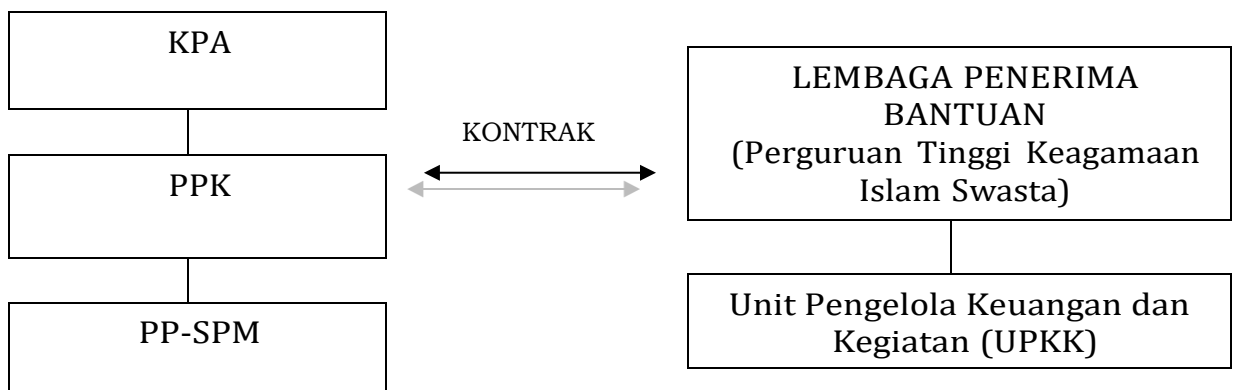 KPA
PPK
PP-SPM
KONTRAK
LEMBAGA PENERIMA
BANTUAN
(Perguruan Tinggi Keagamaan
Islam Swasta)
Unit Pengelola Keuangan dan
Kegiatan (UPKK)